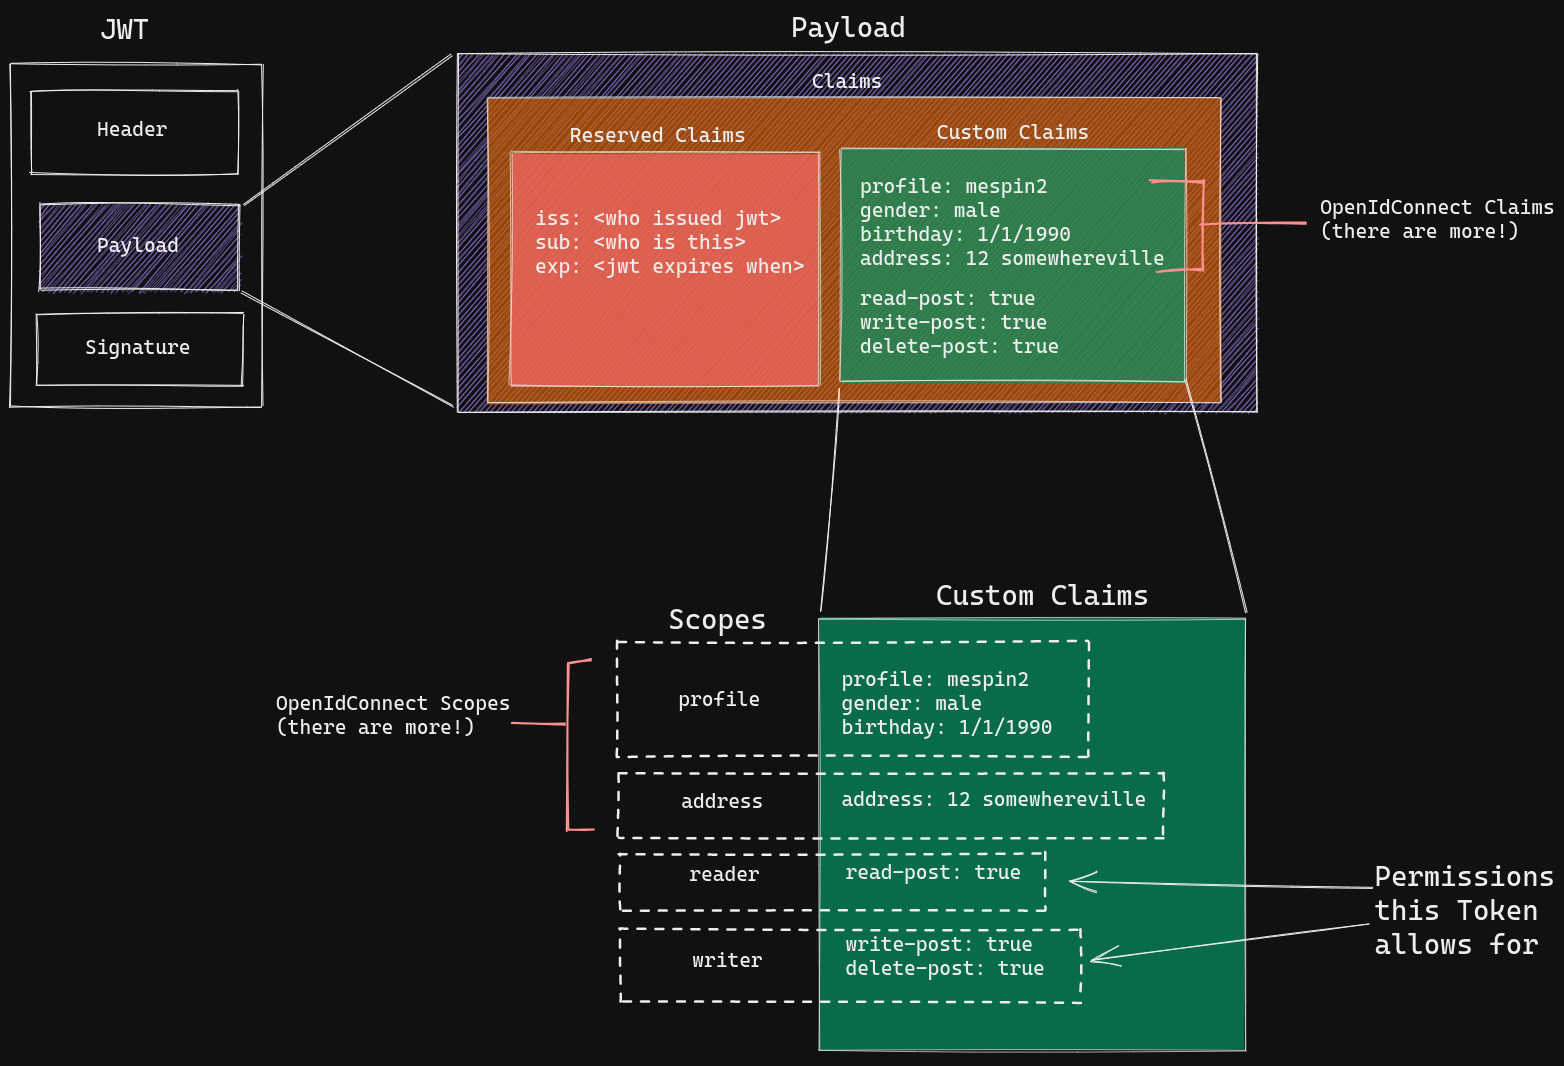 JWT
Header
Payload
Signature
Payload
Claims
Reserved Claims
iss: <who issued jwt>
sub: <who is this>
exp: <jwt expires when>
Custom Claims
profile: mespin2
gender: male
birthday: 1/1/1990
address: 12 somewhereville
read-post: true
write-post: true
delete-post: true
OpenIdConnect Claims
(there are more!)
Scopes
Custom Claims
OpenIdConnect Scopes
(there are more!)
profile
profile: mespin2
gender: male
birthday: 1/1/1990
address
address: 12 somewhereville
reader
read-post: true
writer
write-post: true
delete-post: true
Permissions
this Token
allows for